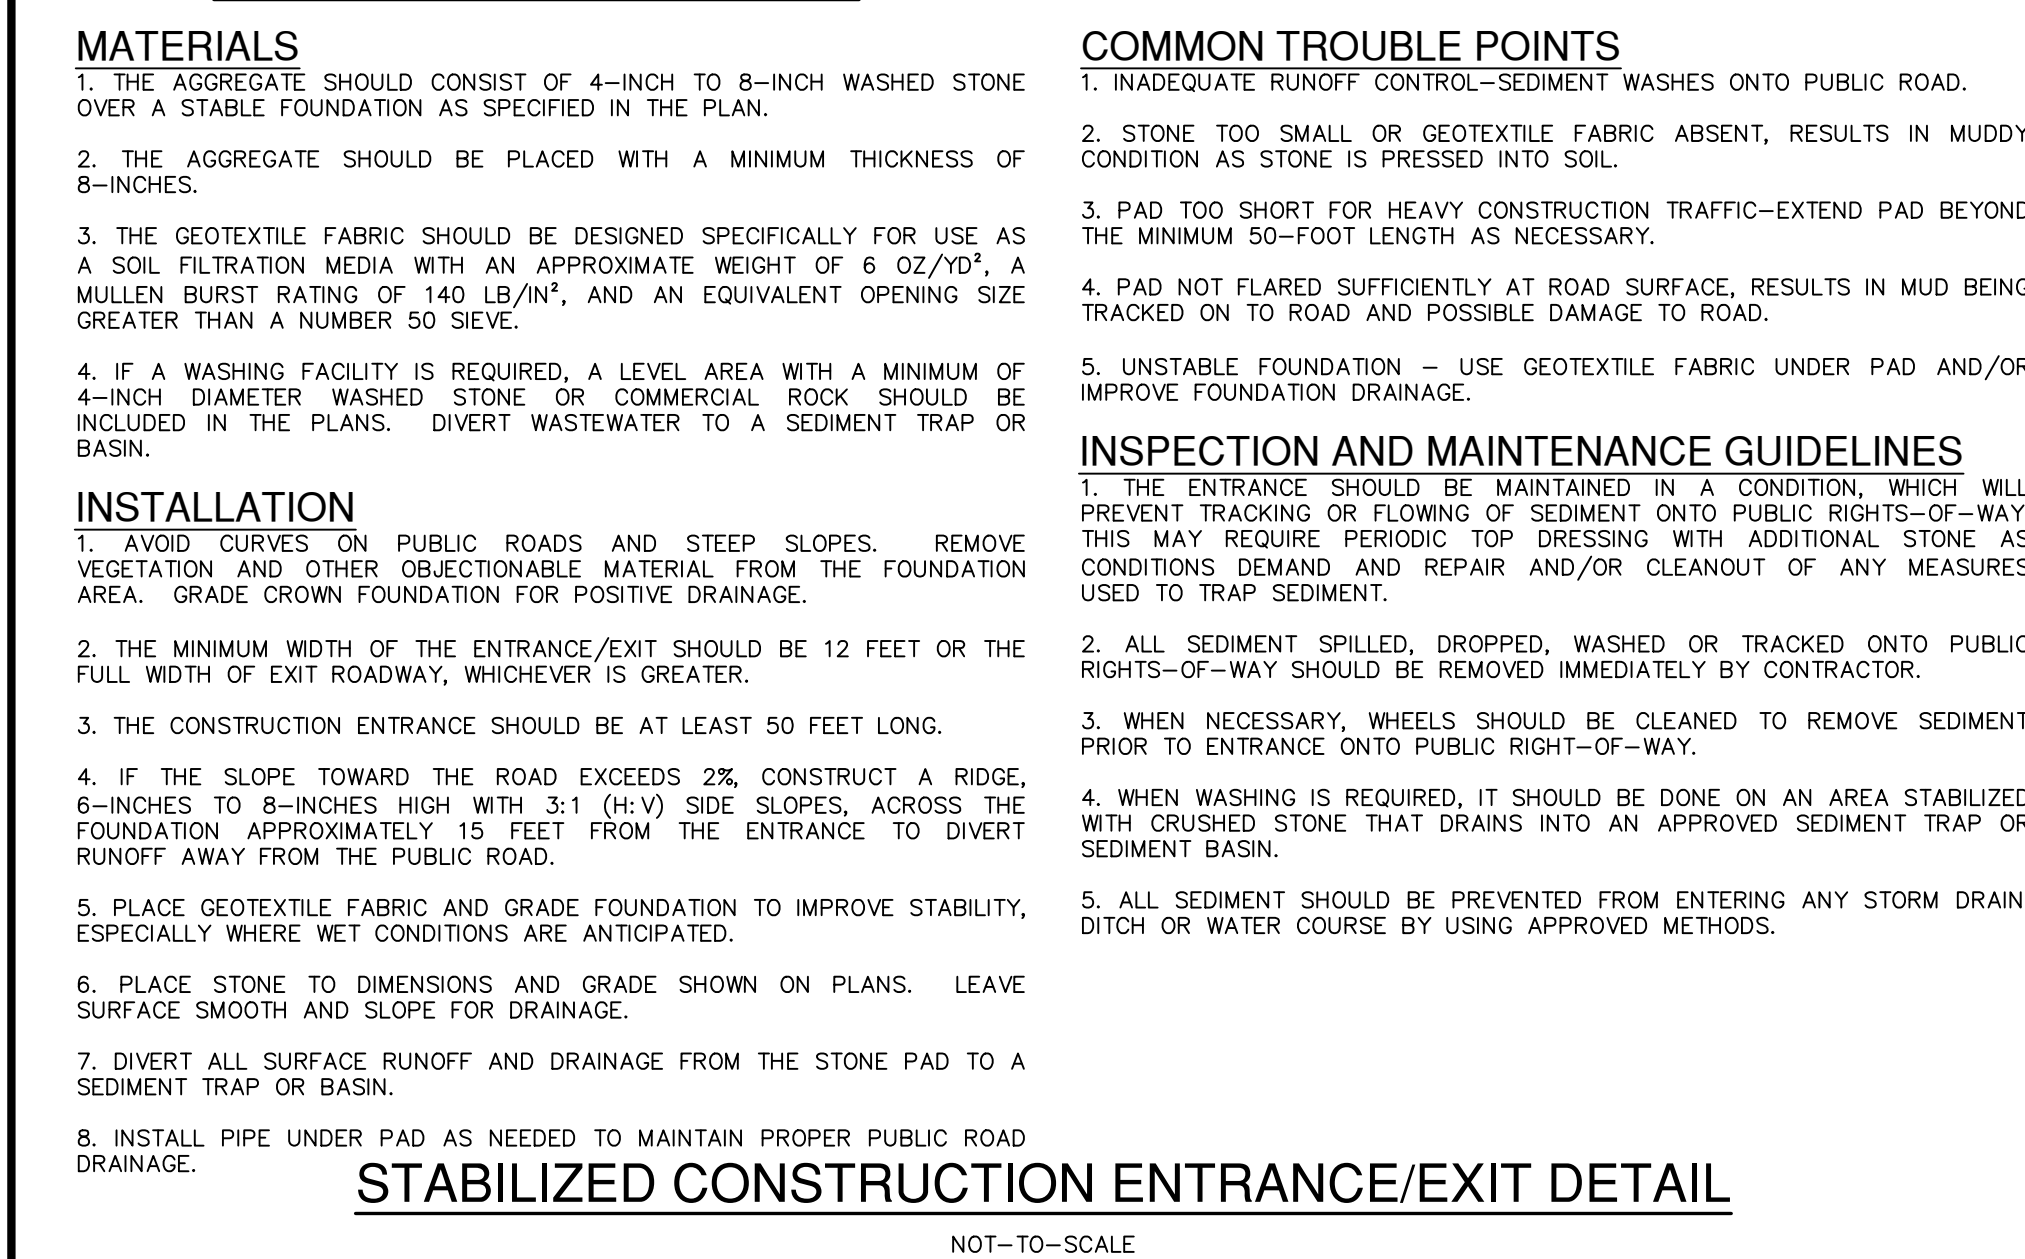 MATERIALS
1. THE AGGREGATE SHOULD CONSIST OF 4-INCH TO 8-INCH WASHED STONE
OVER A STABLE FOUNDATION AS SPECIFIED IN THE PLAN.
2. THE AGGREGATE SHOULD BE PLACED WITH A MINIMUM THICKNESS OF
8-INCHES.
3. THE GEOTEXTILE FABRIC SHOULD BE DESIGNED SPECIFICALLY FOR USE AS
A SOIL FILTRATION MEDIA WITH AN APPROXIMATE WEIGHT OF 6 OZ/YD², A
MULLEN BURST RATING OF 140 LB/IN², AND AN EQUIVALENT OPENING SIZE
GREATER THAN A NUMBER 50 SIEVE.
4. IF A WASHING FACILITY IS REQUIRED, A LEVEL AREA WITH A MINIMUM OF
4-INCH DIAMETER WASHED STONE OR COMMERCIAL ROCK SHOULD BE
INCLUDED IN THE PLANS. DIVERT WASTEWATER TO A SEDIMENT TRAP OR
BASIN.
INSTALLATION
1. AVOID CURVES ON PUBLIC ROADS AND STEEP SLOPES. REMOVE
VEGETATION AND OTHER OBJECTIONABLE MATERIAL FROM THE FOUNDATION
AREA. GRADE CROWN FOUNDATION FOR POSITIVE DRAINAGE.
2. THE MINIMUM WIDTH OF THE ENTRANCE/EXIT SHOULD BE 12 FEET OR THE
FULL WIDTH OF EXIT ROADWAY, WHICHEVER IS GREATER.
3. THE CONSTRUCTION ENTRANCE SHOULD BE AT LEAST 50 FEET LONG.
4. IF THE SLOPE TOWARD THE ROAD EXCEEDS 2%, CONSTRUCT A RIDGE,
6-INCHES TO 8-INCHES HIGH WITH 3:1 (H:V) SIDE SLOPES, ACROSS THE
FOUNDATION APPROXIMATELY 15 FEET FROM THE ENTRANCE TO DIVERT
RUNOFF AWAY FROM THE PUBLIC ROAD.
5. PLACE GEOTEXTILE FABRIC AND GRADE FOUNDATION TO IMPROVE STABILITY,
ESPECIALLY WHERE WET CONDITIONS ARE ANTICIPATED.
6. PLACE STONE TO DIMENSIONS AND GRADE SHOWN ON PLANS. LEAVE
SURFACE SMOOTH AND SLOPE FOR DRAINAGE.
7. DIVERT ALL SURFACE RUNOFF AND DRAINAGE FROM THE STONE PAD TO A
SEDIMENT TRAP OR BASIN.
8. INSTALL PIPE UNDER PAD AS NEEDED TO MAINTAIN PROPER PUBLIC ROAD
DRAINAGE.
COMMON TROUBLE POINTS
1. INADEQUATE RUNOFF CONTROL-SEDIMENT WASHES ONTO PUBLIC ROAD.
2. STONE TOO SMALL OR GEOTEXTILE FABRIC ABSENT, RESULTS IN MUDDY
CONDITION AS STONE IS PRESSED INTO SOIL.
3. PAD TOO SHORT FOR HEAVY CONSTRUCTION TRAFFIC-EXTEND PAD BEYOND
THE MINIMUM 50-FOOT LENGTH AS NECESSARY.
4. PAD NOT FLARED SUFFICIENTLY AT ROAD SURFACE, RESULTS IN MUD BEING
TRACKED ON TO ROAD AND POSSIBLE DAMAGE TO ROAD.
5. UNSTABLE FOUNDATION - USE GEOTEXTILE FABRIC UNDER PAD AND/OR
IMPROVE FOUNDATION DRAINAGE.
INSPECTION AND MAINTENANCE GUIDELINES
1. THE ENTRANCE SHOULD BE MAINTAINED IN A CONDITION, WHICH WILL
PREVENT TRACKING OR FLOWING OF SEDIMENT ONTO PUBLIC RIGHTS-OF-WAY
THIS MAY REQUIRE PERIODIC TOP DRESSING WITH ADDITIONAL STONE AS
CONDITIONS DEMAND AND REPAIR AND/OR CLEANOUT OF ANY MEASURES
USED TO TRAP SEDIMENT.
2. ALL SEDIMENT SPILLED, DROPPED, WASHED OR TRACKED ONTO PUBLIC
RIGHTS-OF-WAY SHOULD BE REMOVED IMMEDIATELY BY CONTRACTOR.
3. WHEN NECESSARY, WHEELS SHOULD BE CLEANED TO REMOVE SEDIMENT
PRIOR TO ENTRANCE ONTO PUBLIC RIGHT-OF-WAY.
4. WHEN WASHING IS REQUIRED, IT SHOULD BE DONE ON AN AREA STABILIZED
WITH CRUSHED STONE THAT DRAINS INTO AN APPROVED SEDIMENT TRAP OR
SEDIMENT BASIN.
5. ALL SEDIMENT SHOULD BE PREVENTED FROM ENTERING ANY STORM DRAIN
DITCH OR WATER COURSE BY USING APPROVED METHODS.
STABILIZED CONSTRUCTION ENTRANCE/EXIT DETAIL
NOT-TO-SCALE